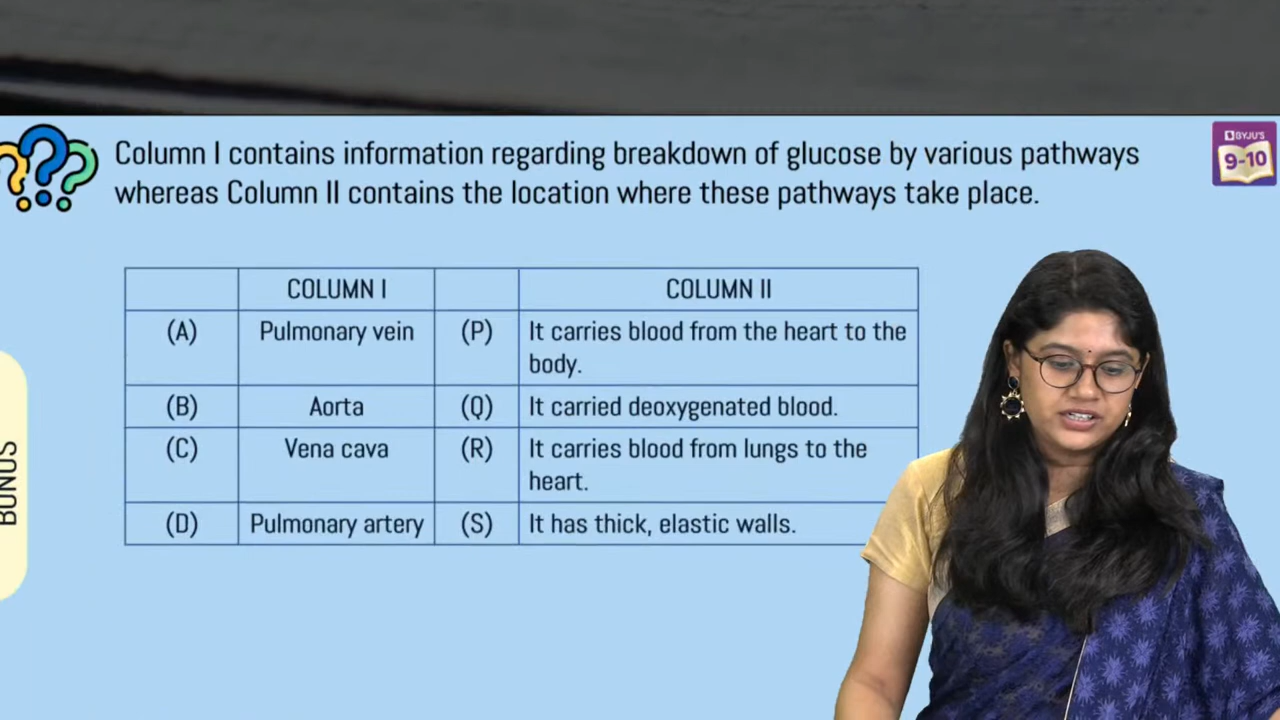 Column I contains information regarding breakdown of glucose by various pathways
whereas Column II contains the location where these pathways take place.
BYJU'S
9-10
COLUMN I COLUMN II
(A) Pulmonary vein (P) It carries blood from the heart to the
body.
(B) Aorta (Q) It carried deoxygenated blood.
(C) Vena cava (R) It carries blood from lungs to the
heart.
(D) Pulmonary artery (S) It has thick, elastic walls.
BONUS